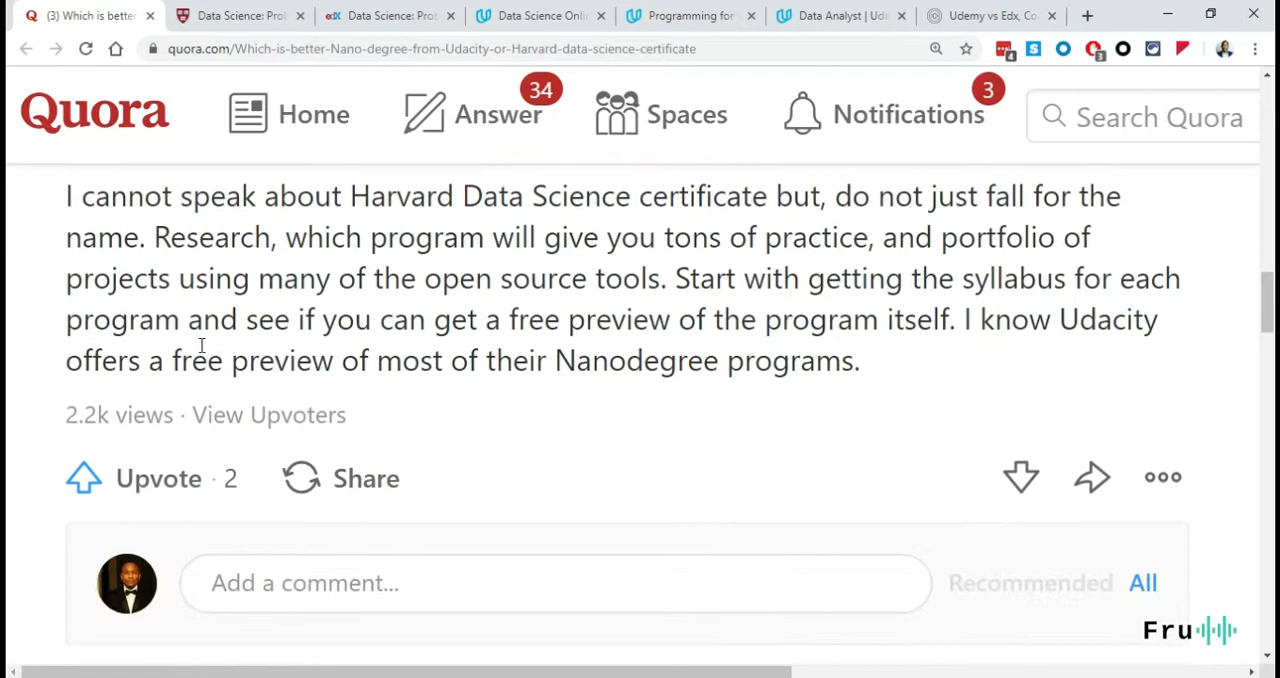 (3) Which is bette
Data Science: Prob
edX Data Science: Prob
Data Science Onli
Programming for
Data Analyst | Uda
Udemy vs Edx, Co
quora.com/Which-is-better-Nano-degree-from-Udacity-or-Harvard-data-science-certificate
4
3
Quora
Home
Answer
34
Spaces
Notifications
3
Search Quora
I cannot speak about Harvard Data Science certificate but, do not just fall for the
name. Research, which program will give you tons of practice, and portfolio of
projects using many of the open source tools. Start with getting the syllabus for each
program and see if you can get a free preview of the program itself. I know Udacity
offers a free preview of most of their Nanodegree programs.
2.2k views · View Upvoters
Upvote · 2
Share
Add a comment...
Recommended
All
Fru